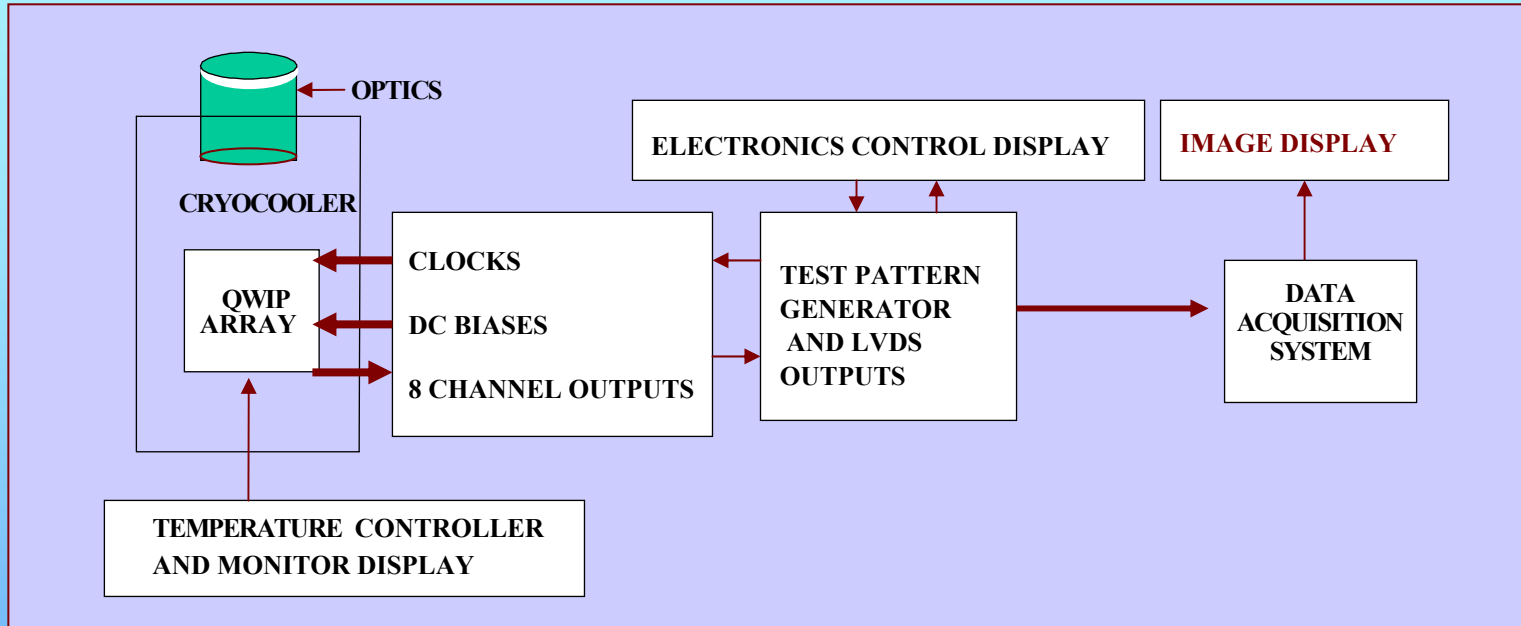 OPTICS
CRYOCOOLER
QWIP
ARRAY
CLOCKS
DC BIASES
8 CHANNEL OUTPUTS
ELECTRONICS CONTROL DISPLAY
TEST PATTERN
GENERATOR
AND LVDS
OUTPUTS
IMAGE DISPLAY
DATA
ACQUISITION
SYSTEM
TEMPERATURE CONTROLLER
AND MONITOR DISPLAY